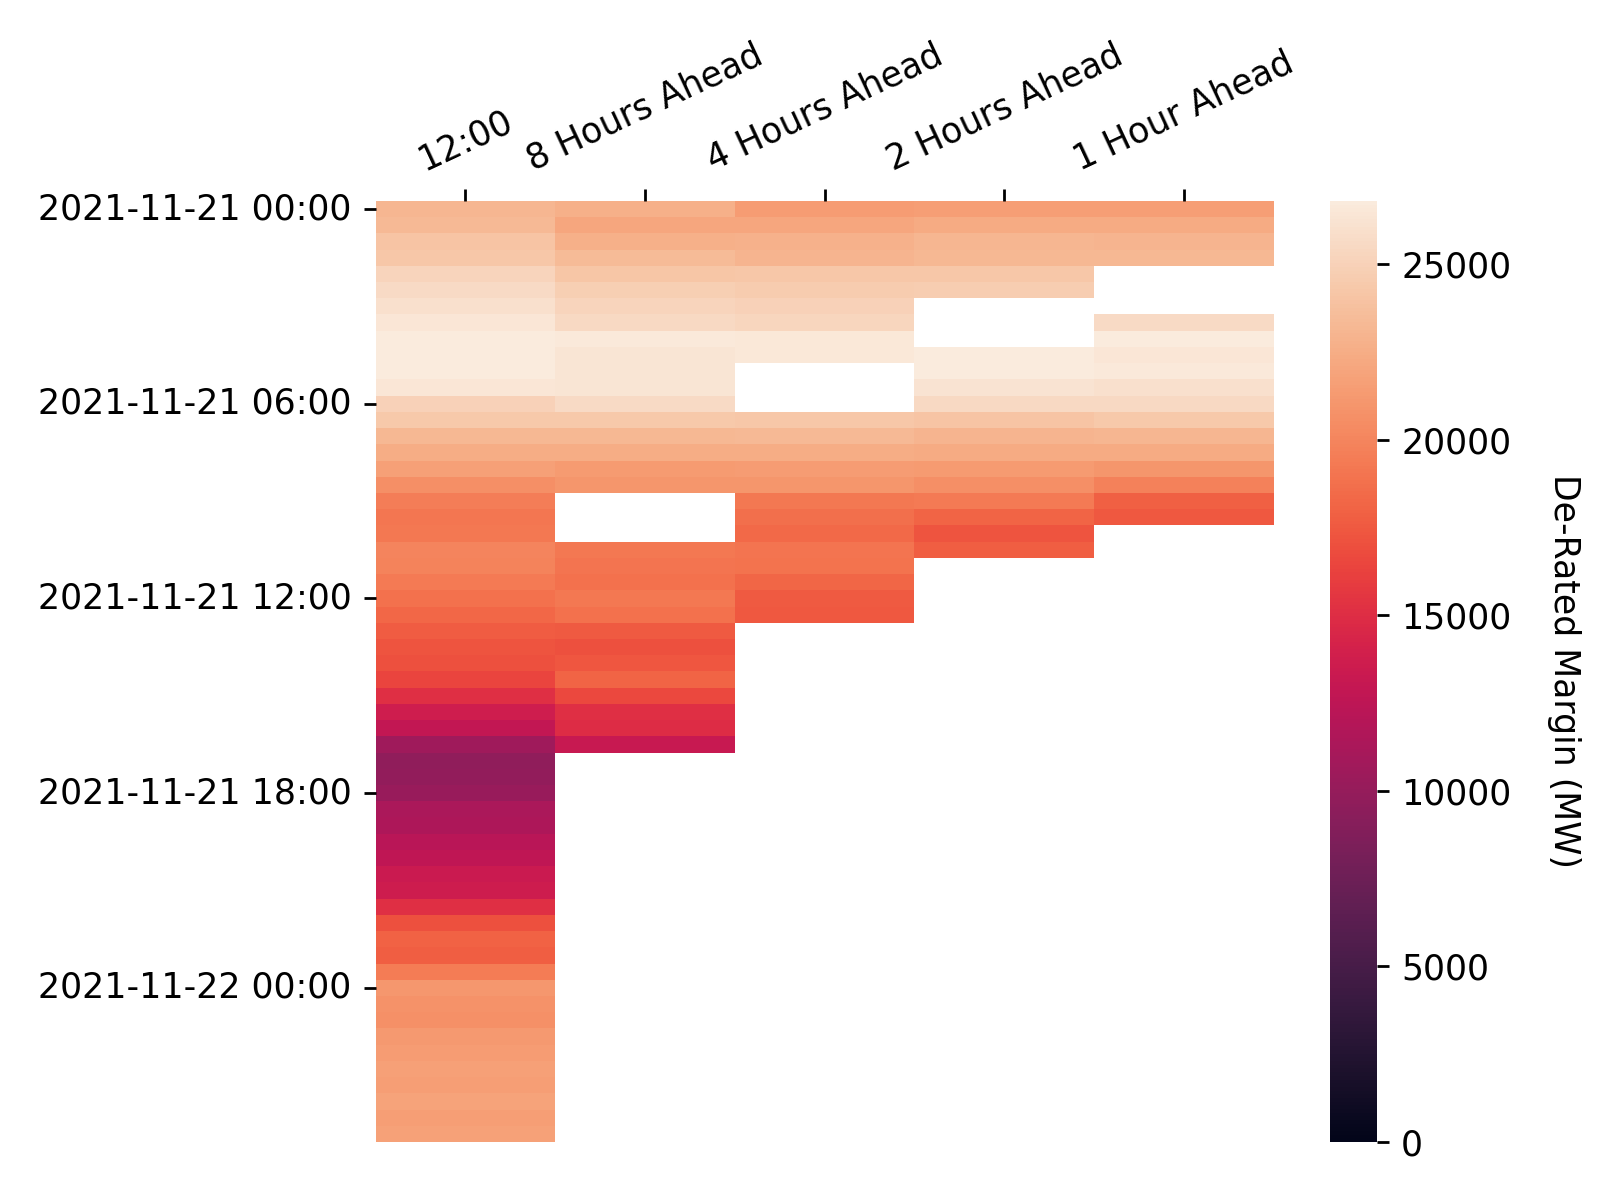 12:00
8 Hours Ahead
4 Hours Ahead
2 Hours Ahead
1 Hour Ahead
2021-11-21 00:00
2021-11-21 06:00
2021-11-21 12:00
2021-11-21 18:00
2021-11-22 00:00
25000
20000
15000
10000
5000
0
De-Rated Margin (MW)